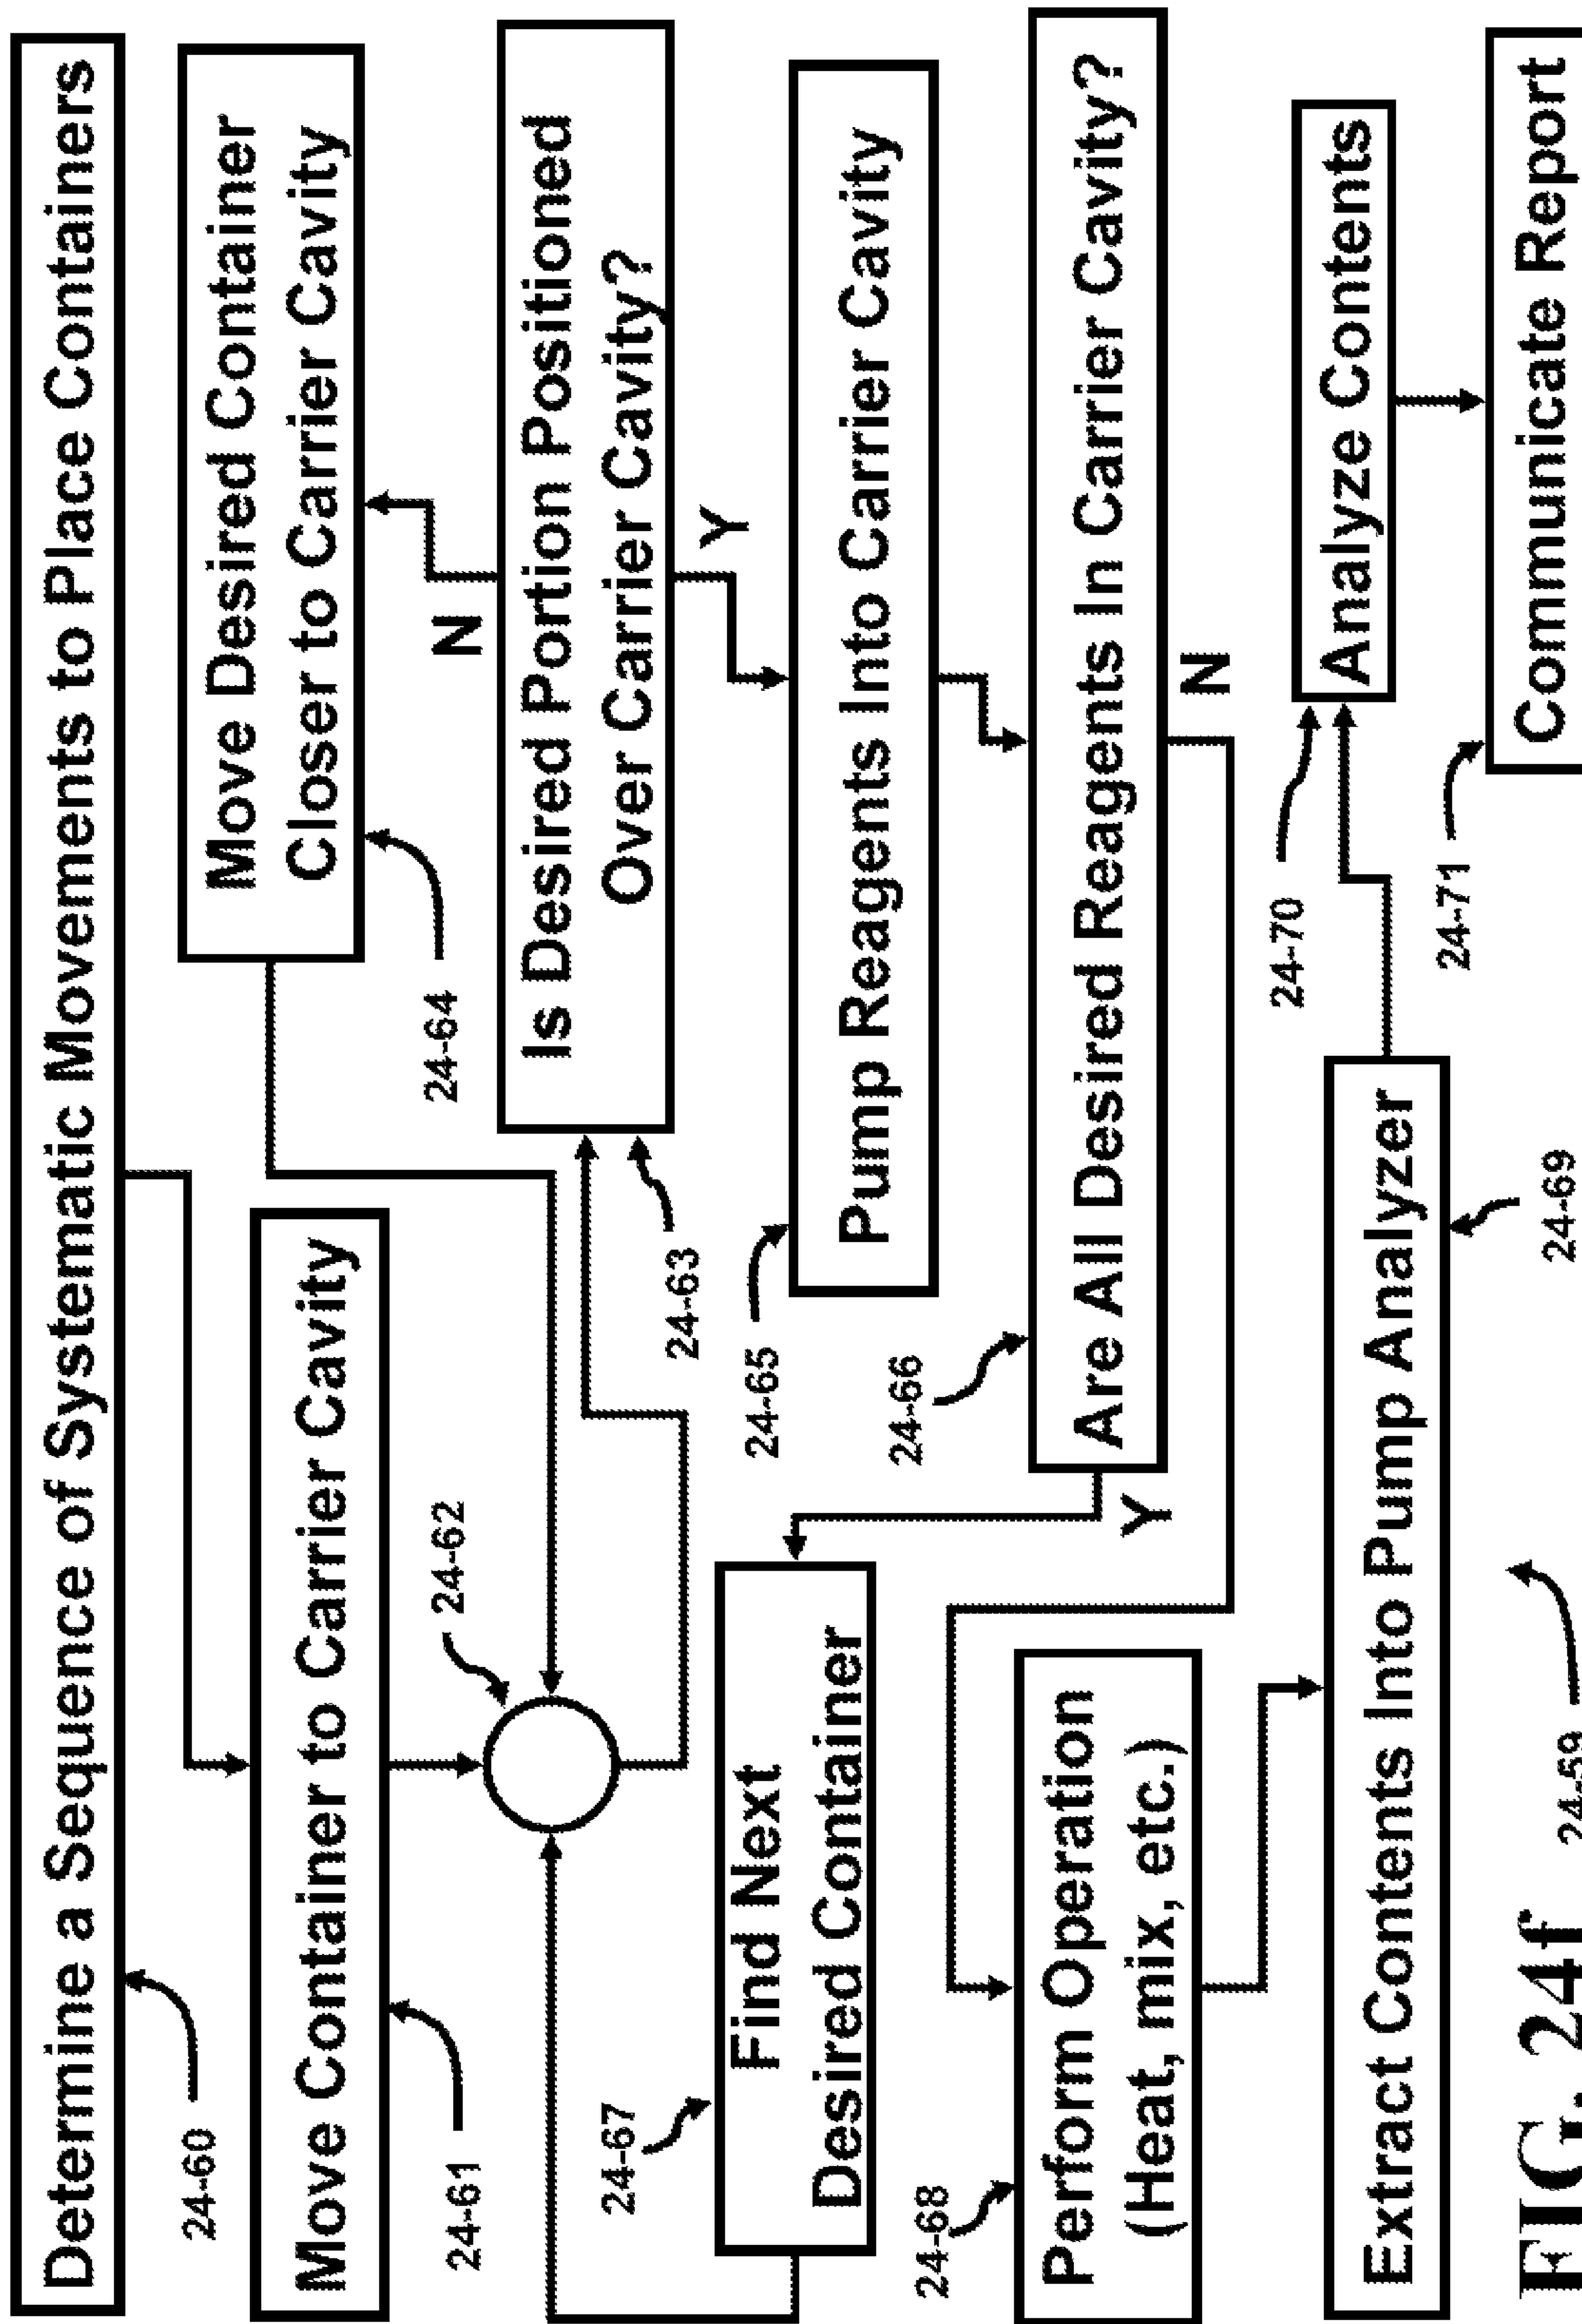 Determine a Sequence of Systematic Movements to Place Containers
24-60
Move Container to Carrier Cavity
24-61
24-62
Move Desired Container
Closer to Carrier Cavity
24-64
N
Is Desired Portion Positioned
Over Carrier Cavity?
24-63
Y
Pump Reagents Into Carrier Cavity
24-65
Are All Desired Reagents In Carrier Cavity?
24-66
Y
N
Find Next
Desired Container
24-67
Perform Operation
(Heat, mix, etc.)
24-68
Extract Contents Into Pump Analyzer
24-69
Analyze Contents
24-70
Communicate Report
24-71
24-59
FIG. 24f